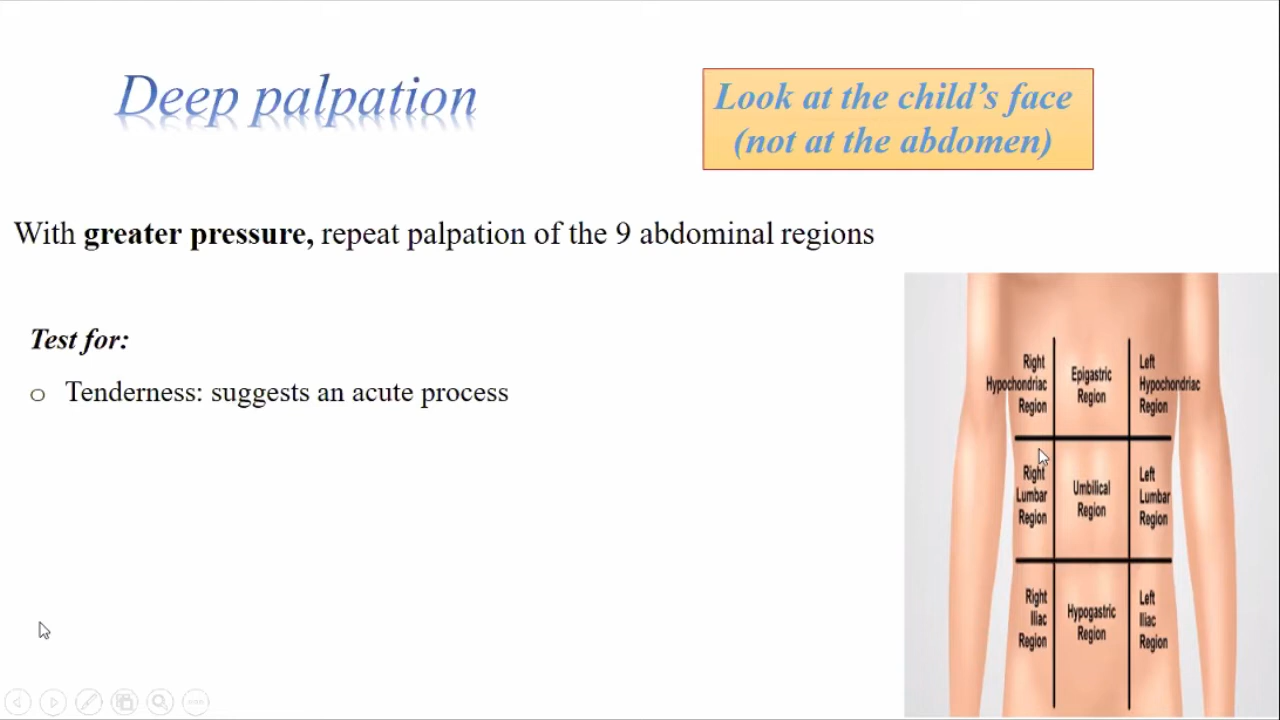 Deep palpation
Look at the child's face
(not at the abdomen)
With greater pressure, repeat palpation of the 9 abdominal regions
Test for:
o Tenderness: suggests an acute process
Right
Hypochondriac
Region
Epigastric
Region
Left
Hypochondriac
Region
Right
Lumbar
Region
Umbilical
Region
Left
Lumbar
Region
Right
Iliac
Region
Hypogastric
Region
Left
Iliac
Region